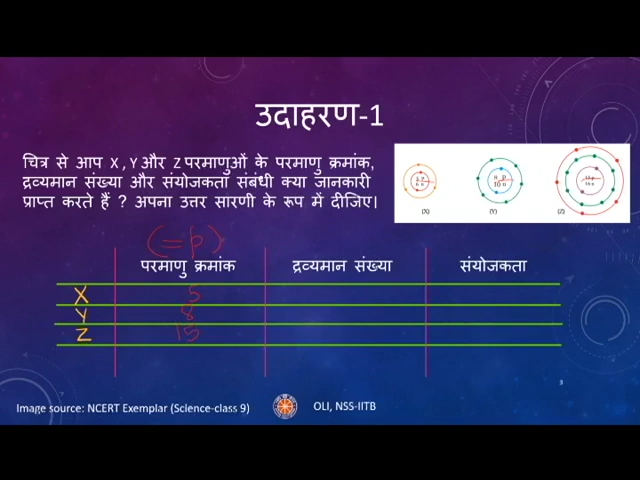 उदाहरण-1
चित्र से आप X , Y और Z परमाणुओं के परमाणु क्रमांक,
द्रव्यमान संख्या और संयोजकता संबंधी क्या जानकारी
प्राप्त करते हैं ? अपना उत्तर सारणी के रूप में दीजिए।
(X) (Y) (Z)
(= p)
परमाणु क्रमांक द्रव्यमान संख्या संयोजकता
X 5
Y 8
Z 15
3
Image source: NCERT Exemplar (Science-class 9) OLI, NSS-IITB